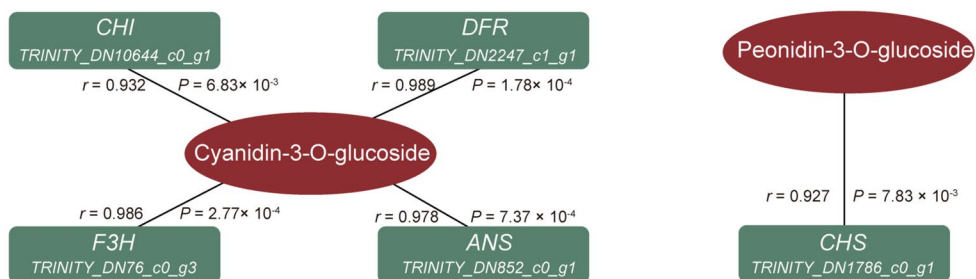 CHI
TRINITY_DN10644_c0_g1
DFR
TRINITY_DN2247_c1_g1
Peonidin-3-O-glucoside
r = 0.932
P = 6.83× 10-3
r = 0.989
P = 1.78× 10-4
Cyanidin-3-O-glucoside
r = 0.986
P = 2.77× 10-4
r = 0.978
P = 7.37 × 10-4
r = 0.927
P = 7.83 × 10-3
F3H
TRINITY_DN76_c0_g3
ANS
TRINITY_DN852_c0_g1
CHS
TRINITY_DN1786_c0_g1